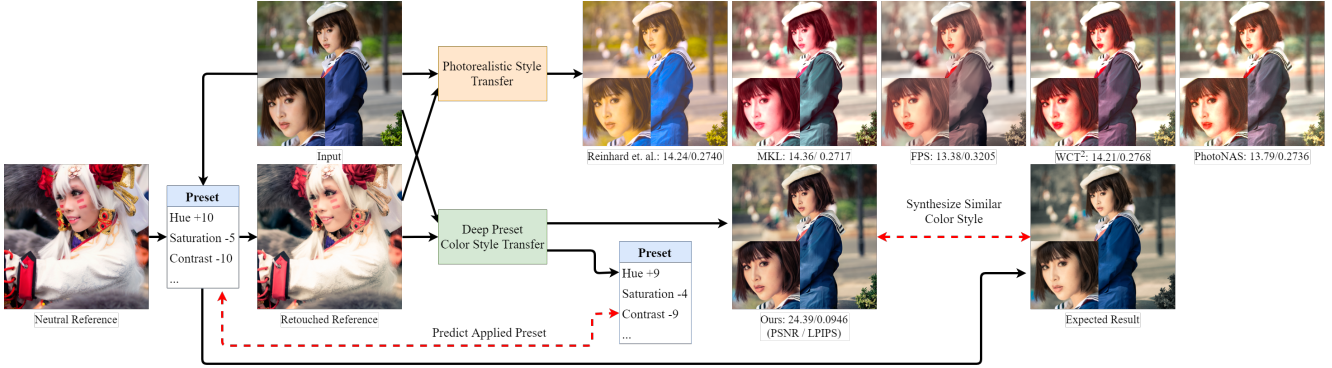 Photorealistic Style
Transfer
Input
Reinhard et. al.: 14.24/0.2740
MKL: 14.36/ 0.2717
FPS: 13.38/0.3205
WCT²: 14.21/0.2768
PhotoNAS: 13.79/0.2736
Preset
Hue +10
Saturation -5
Contrast -10
...
Deep Preset
Color Style Transfer
Preset
Hue +9
Saturation -4
Contrast -9
...
Synthesize Similar
Color Style
Neutral Reference
Retouched Reference
Predict Applied Preset
Ours: 24.39/0.0946
(PSNR / LPIPS)
Expected Result